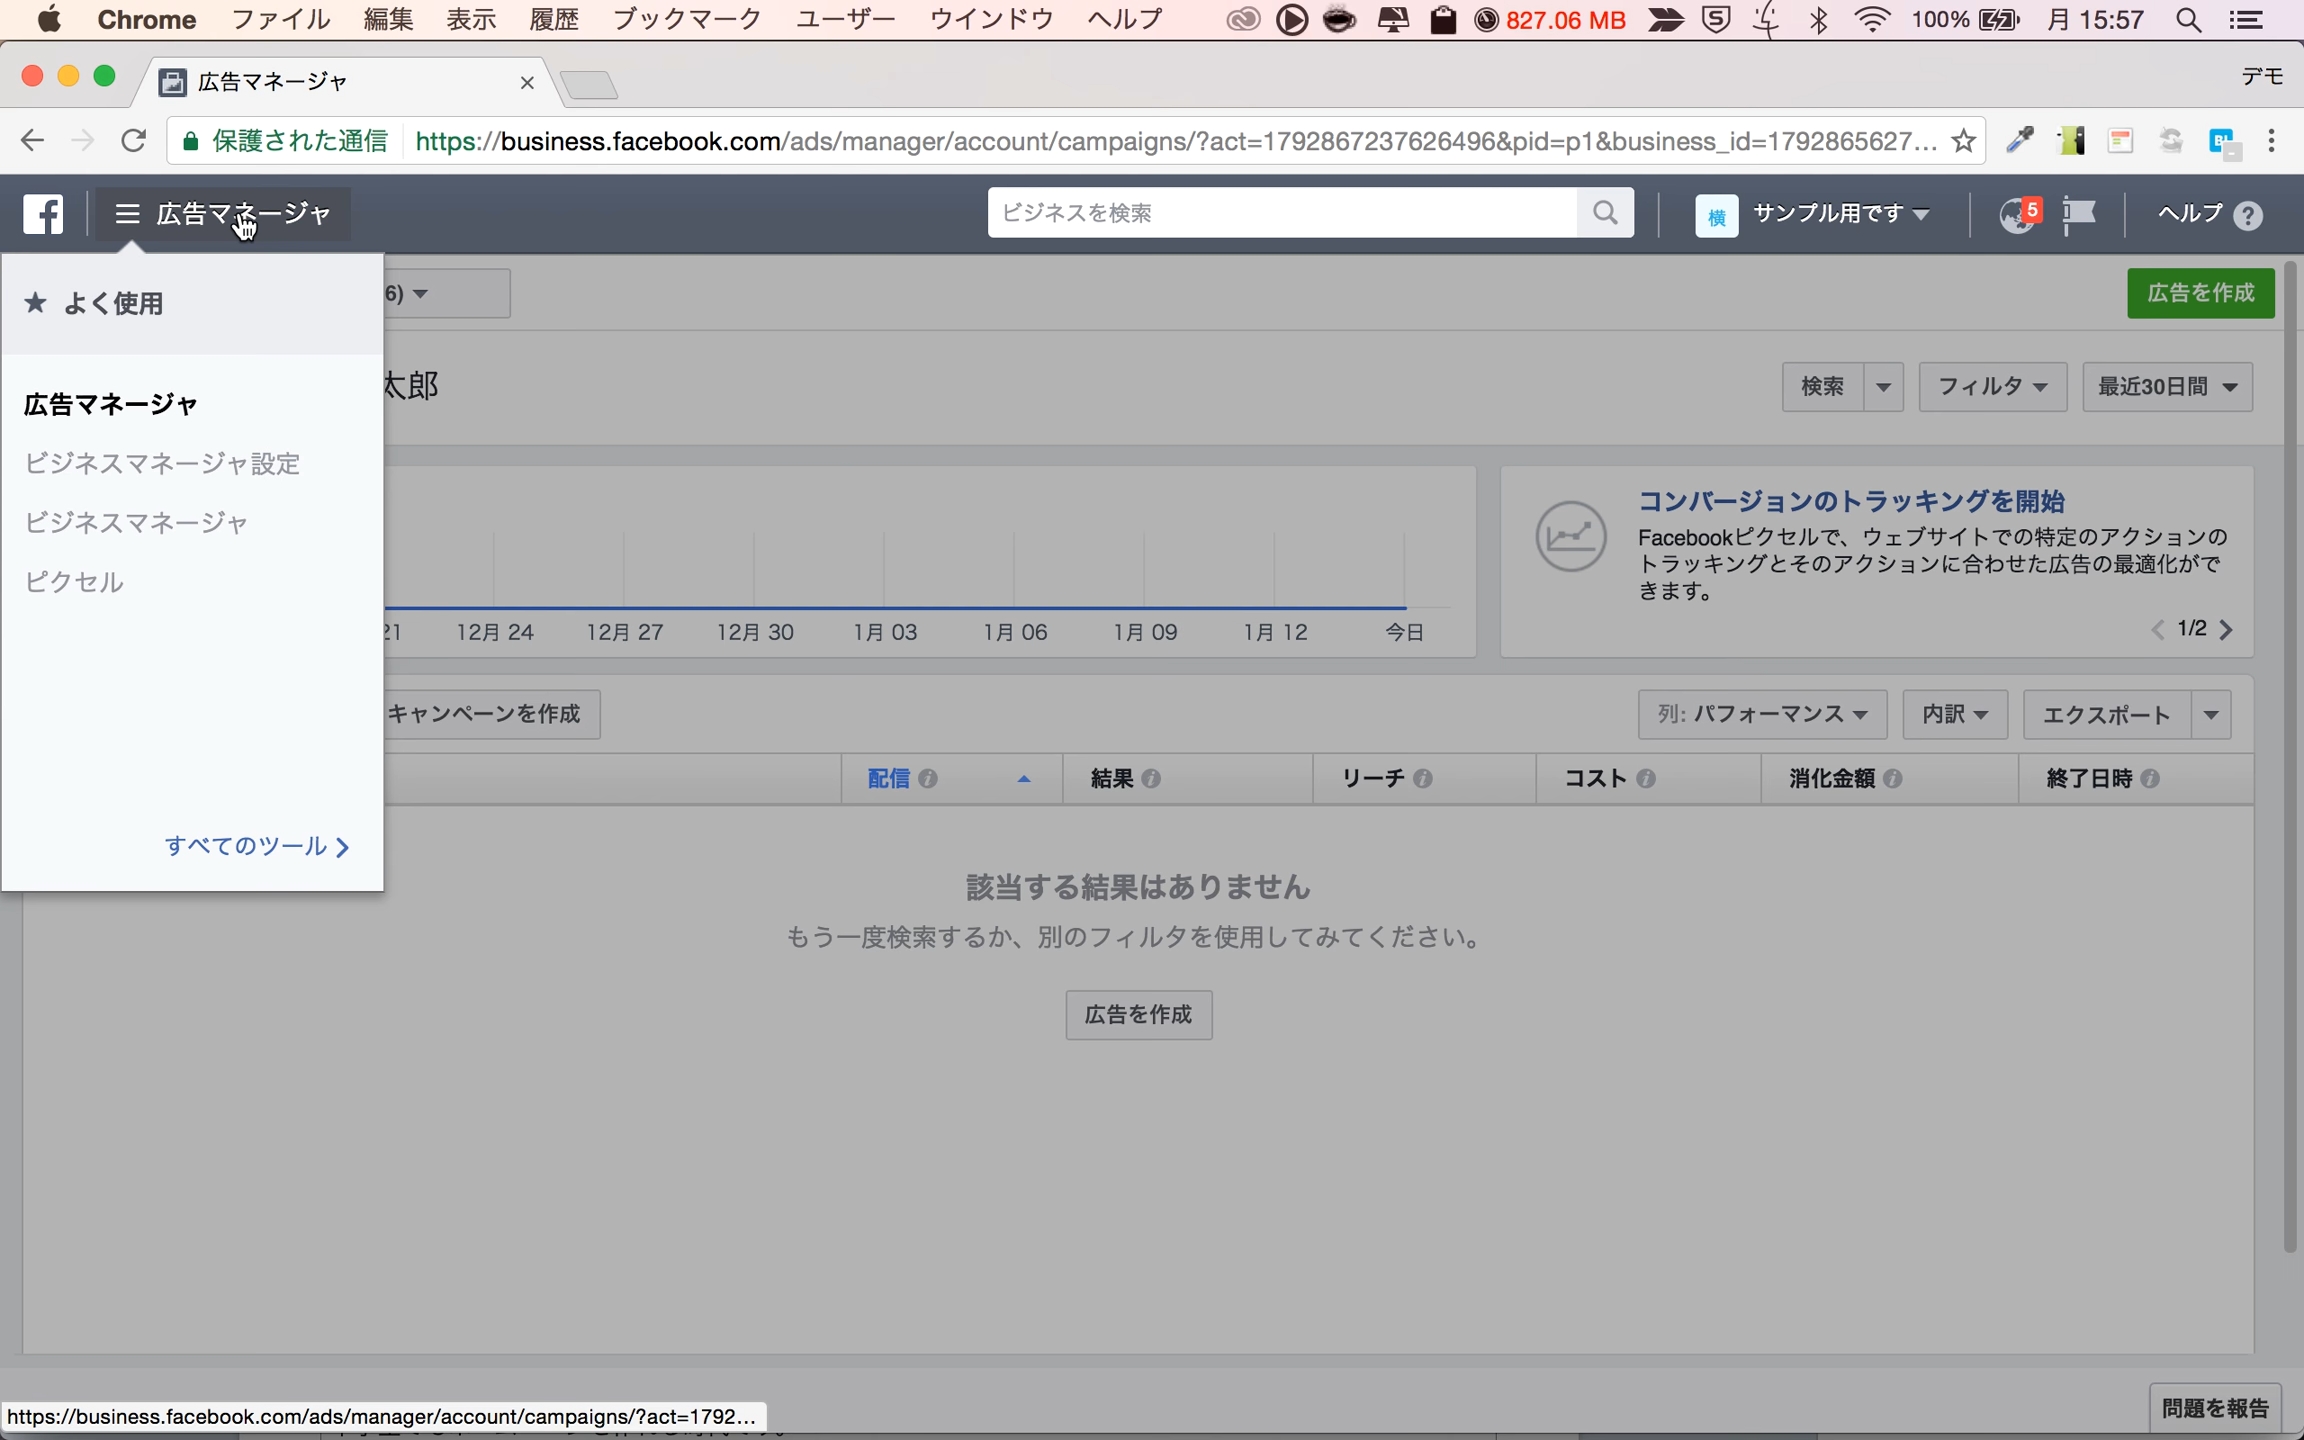 Chrome ファイル 編集 表示 履歴 ブックマーク ユーザー ウインドウ ヘルプ 827.06 MB 100% 月 15:57
広告マネージャ デモ
保護された通信 https://business.facebook.com/ads/manager/account/campaigns/?act=1792867237626496&pid=p1&business_id=1792865627...
広告マネージャ ビジネスを検索 横 サンプル用です 5 ヘルプ
よく使用 6) 広告を作成
太郎 検索 フィルタ 最近30日間
広告マネージャ
ビジネスマネージャ設定
ビジネスマネージャ
ピクセル
すべてのツール
コンバージョンのトラッキングを開始
Facebookピクセルで、ウェブサイトでの特定のアクションの
トラッキングとそのアクションに合わせた広告の最適化がで
きます。
1/2
21 12月 24 12月 27 12月 30 1月 03 1月 06 1月 09 1月 12 今日
キャンペーンを作成 列: パフォーマンス 内訳 エクスポート
配信 結果 リーチ コスト 消化金額 終了日時
該当する結果はありません
もう一度検索するか、別のフィルタを使用してみてください。
広告を作成
問題を報告
https://business.facebook.com/ads/manager/account/campaigns/?act=1792...